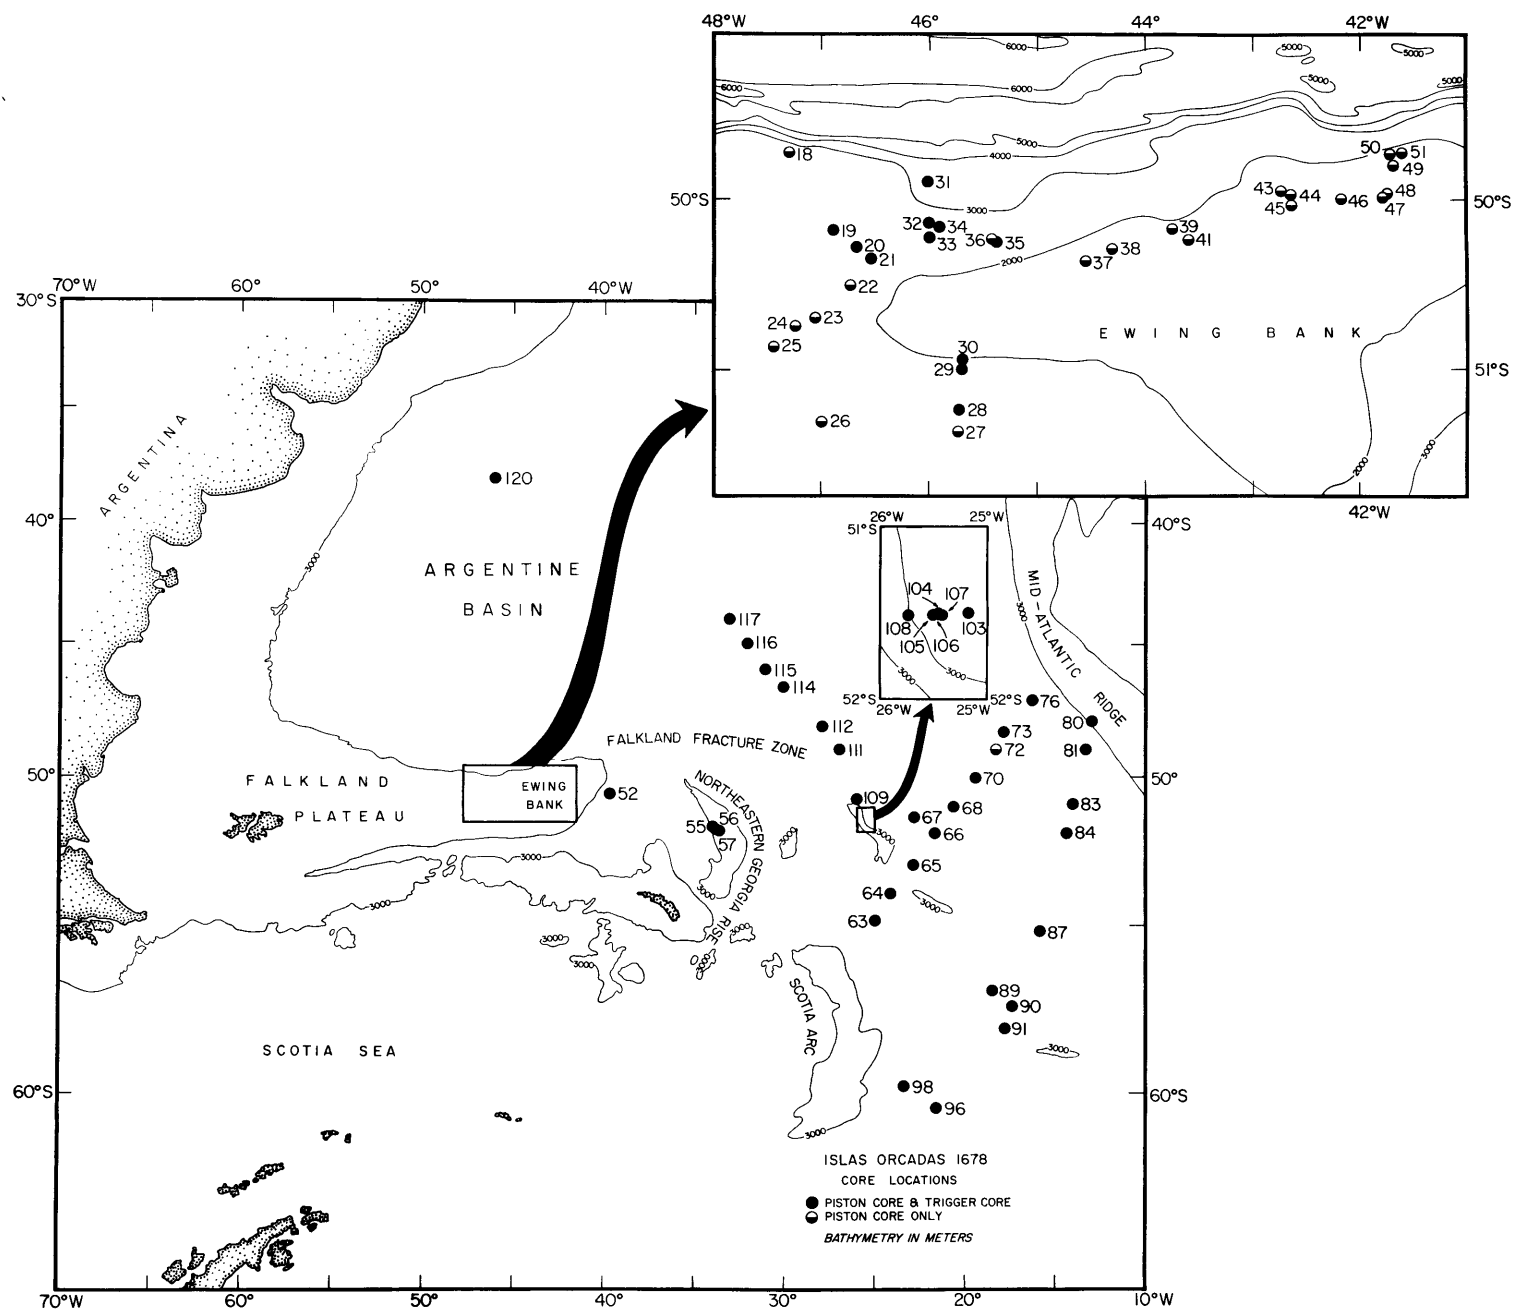 48°W 46° 44° 42°W
6000
5000
5000
6000
6000
5000
5000
5000
4000
18
50 51
49
31
43 44
48
50°S
50°S
45
46
47
3000
32 34
33
36 35
39
41
19
20
21
38
37
2000
22
24 23
25
EWING BANK
30
29
51°S
28
27
26
2000
3000
42°W
70°W 60° 50° 40°W
30°S
ARGENTINA
120
40°
40°S
3000
ARGENTINE
BASIN
26°W 25°W
51°S
104 107
108 103
105 106
3000
3000
52°S 52°S
26°W 25°W
3000
MID-ATLANTIC RIDGE
117
116
115
114
112
111
76
80
73
72
81
FALKLAND FRACTURE ZONE
50°
50°
FALKLAND
PLATEAU
EWING
BANK
52
NORTHEASTERN GEORGIA RISE
70
109
68
67
66
83
84
55 56
57
3000
3000
65
3000
3000
64
3000
63
3000
87
3000
3000
3000
3000
SCOTIA ARC
89
90
91
3000
SCOTIA SEA
98
96
60°S
60°S
3000
ISLAS ORCADAS 1678
CORE LOCATIONS
PISTON CORE & TRIGGER CORE
PISTON CORE ONLY
BATHYMETRY IN METERS
70°W 60° 50° 40° 30° 20° 10°W